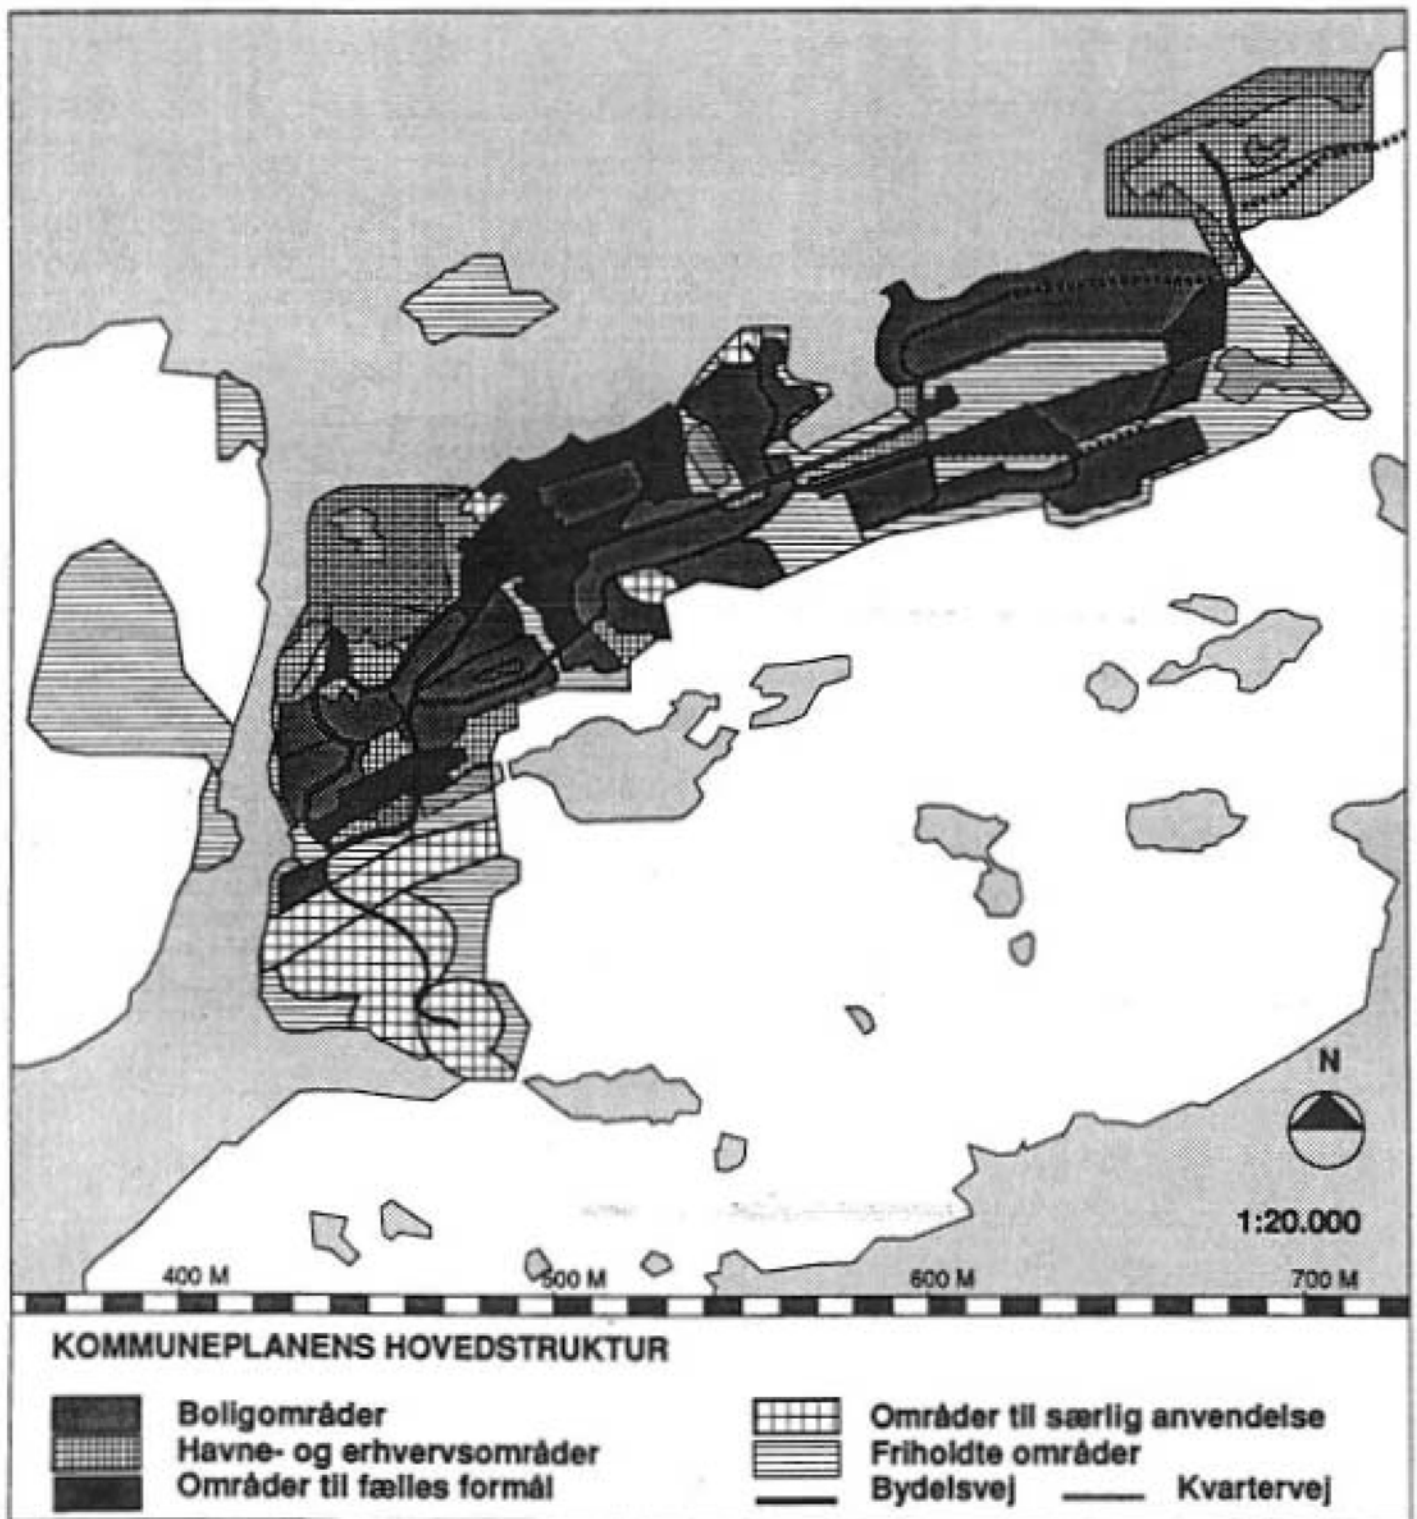 N
1:20.000
400 M 500 M 600 M 700 M
KOMMUNEPLANENS HOVEDSTRUKTUR
Boligområder
Havne- og erhvervsområder
Områder til fælles formål
Områder til særlig anvendelse
Friholdte områder
Bydelsvej Kvartervej